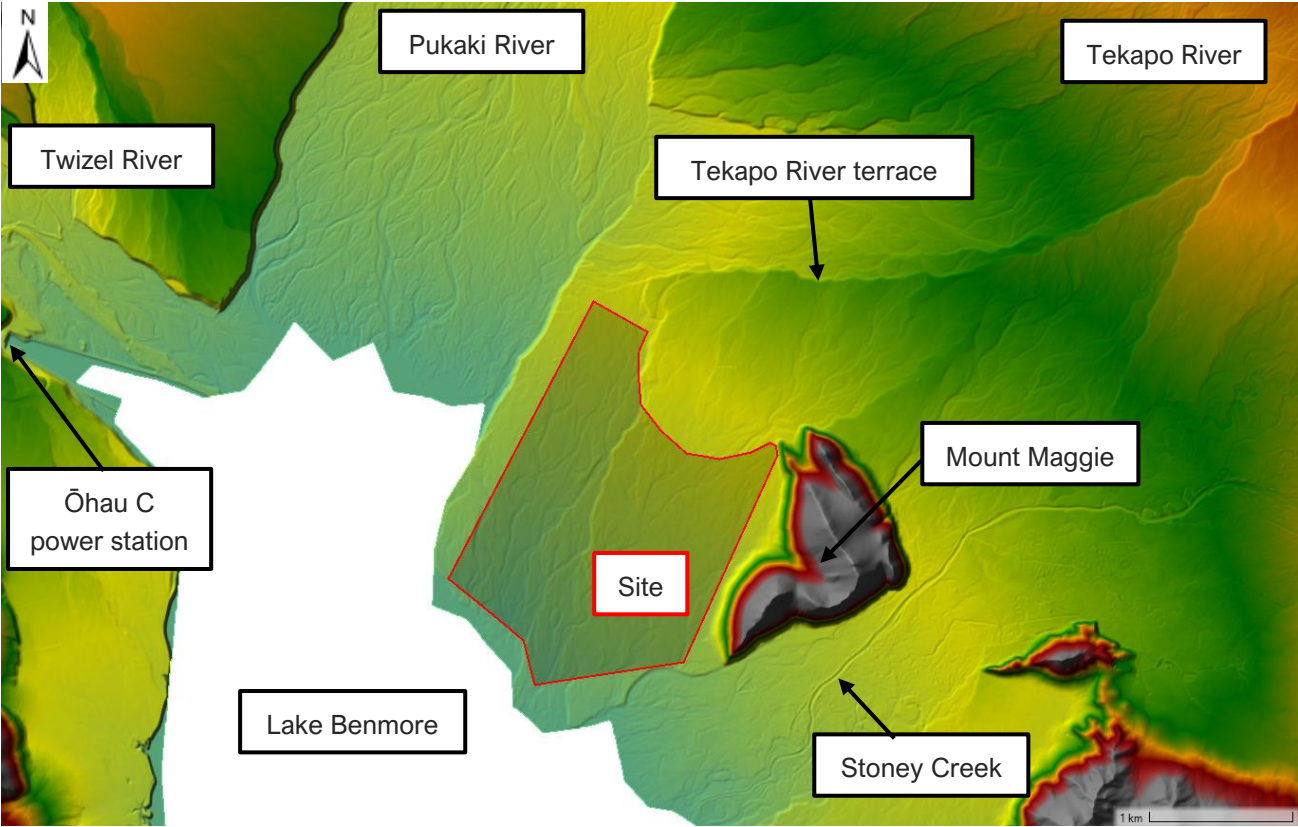 N
Pukaki River
Tekapo River
Twizel River
Tekapo River terrace
Mount Maggie
Ōhau C
power station
Site
Lake Benmore
Stoney Creek
1 km